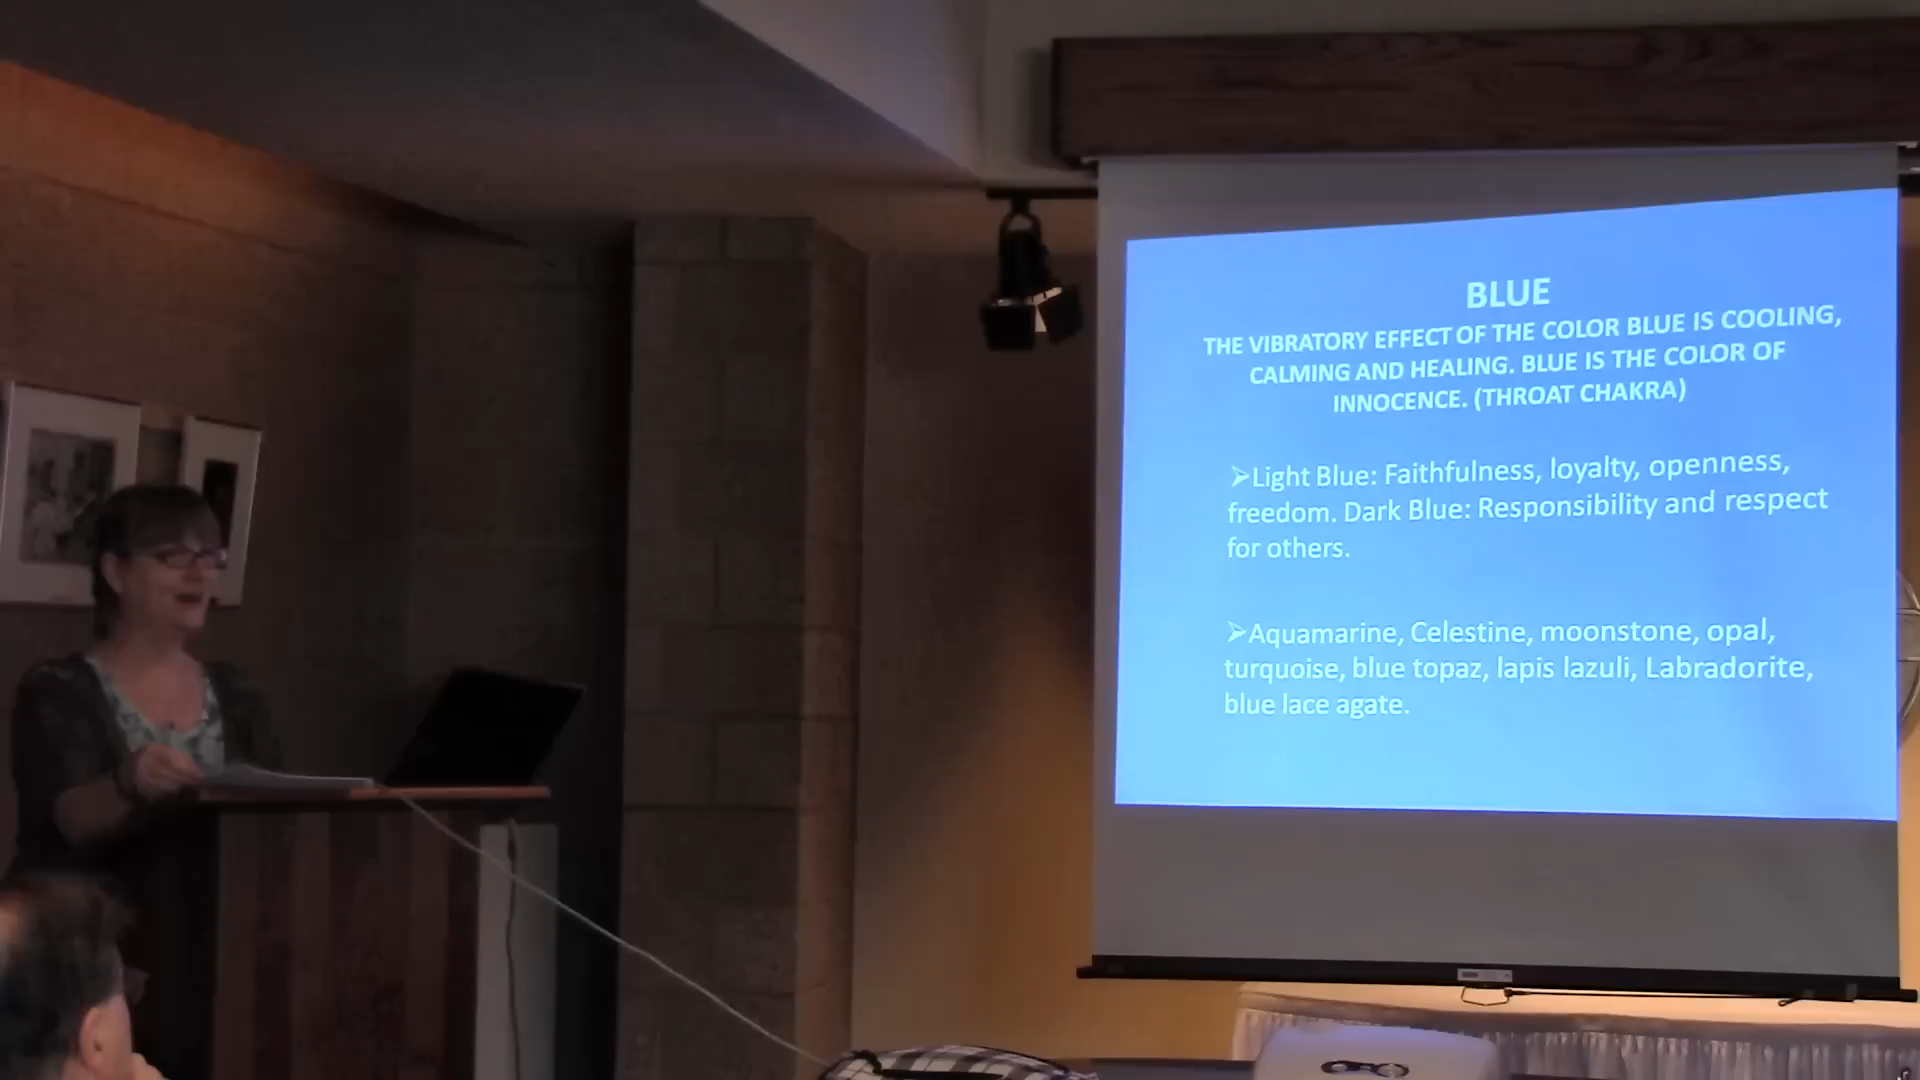 BLUE
THE VIBRATORY EFFECT OF THE COLOR BLUE IS COOLING,
CALMING AND HEALING. BLUE IS THE COLOR OF
INNOCENCE. (THROAT CHAKRA)
➢Light Blue: Faithfulness, loyalty, openness,
freedom. Dark Blue: Responsibility and respect
for others.
➢Aquamarine, Celestine, moonstone, opal,
turquoise, blue topaz, lapis lazuli, Labradorite,
blue lace agate.